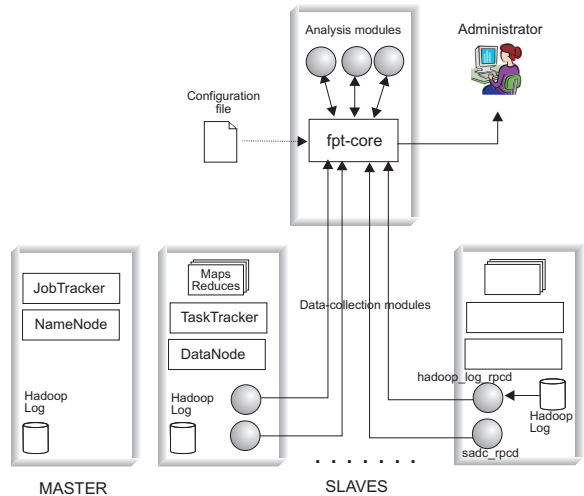 Analysis modules
Administrator
Configuration
file
fpt-core
Maps
Reduces
JobTracker
NameNode
TaskTracker
DataNode
Data-collection modules
Hadoop
Log
Hadoop
Log
hadoop_log_rpcd
Hadoop
Log
sadc_rpcd
. . . . . . .
MASTER
SLAVES